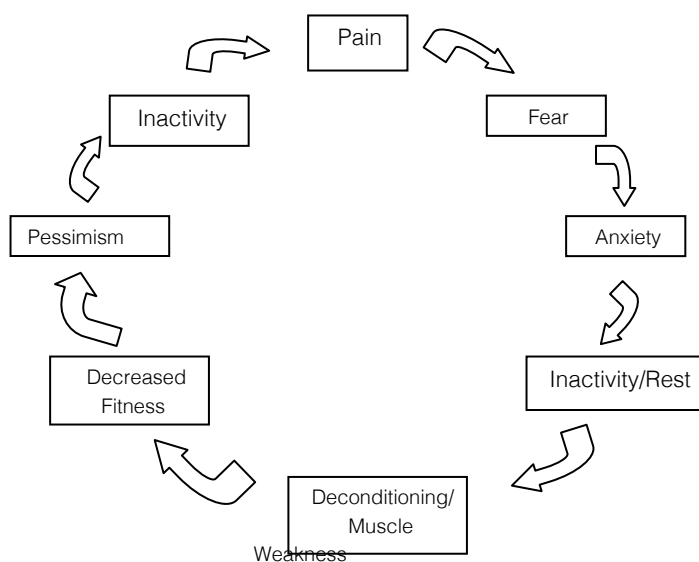 Pain
Fear
Anxiety
Inactivity/Rest
Deconditioning/
Muscle
Weakness
Decreased
Fitness
Pessimism
Inactivity